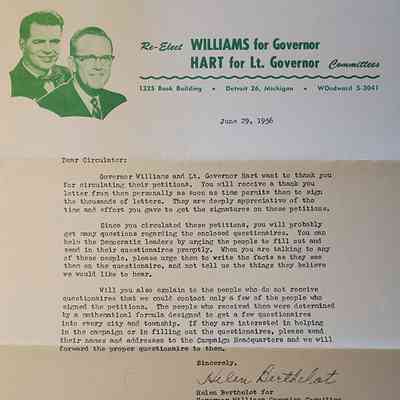 Re-Elect WILLIAMS for Governor
HART for Lt. Governor Committees
1325 Book Building • Detroit 26, Michigan • WOodward 5-3041
June 29, 1956
Dear Circulator:
Governor Williams and Lt. Governor Hart want to thank you
for circulating their petitions. You will receive a thank you
letter from them personally as soon as time permits them to sign
the thousands of letters. They are deeply appreciative of the
time and effort you gave to get the signatures on these petitions.
Since you circulated these petitions, you will probably
get many questions regarding the enclosed questionaires. You can
help the Democratic leaders by urging the people to fill out and
send in their questionaires promptly. When you are talking to any
of these people, please urge them to write the facts as they see
them on the questionaire, and not tell us the things they believe
we would like to hear.
Will you also explain to the people who do not receive
questionaires that we could contact only a few of the people who
signed the petitions. The people who received them were determined
by a mathematical formula designed to get a few questionaires
into every city and township. If they are interested in helping
in the campaign or in filling out the questionaires, please send
their names and addresses to the Campaign Headquarters and we will
forward the proper questionaire to them.
Sincerely,
Helen Berthelot
Helen Berthelot for
Governor Williams Campaign Committee